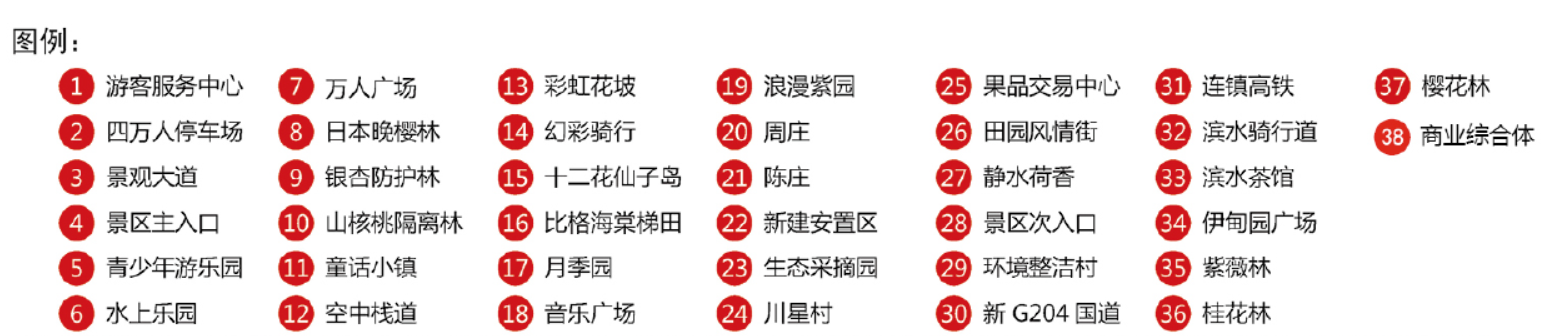 图例：
1 游客服务中心
2 四万人停车场
3 景观大道
4 景区主入口
5 青少年游乐园
6 水上乐园
7 万人广场
8 日本晚樱林
9 银杏防护林
10 山核桃隔离林
11 童话小镇
12 空中栈道
13 彩虹花坡
14 幻彩骑行
15 十二花仙子岛
16 比格海棠梯田
17 月季园
18 音乐广场
19 浪漫紫园
20 周庄
21 陈庄
22 新建安置区
23 生态采摘园
24 川星村
25 果品交易中心
26 田园风情街
27 静水荷香
28 景区次入口
29 环境整洁村
30 新 G204 国道
31 连镇高铁
32 滨水骑行道
33 滨水茶馆
34 伊甸园广场
35 紫薇林
36 桂花林
37 樱花林
38 商业综合体